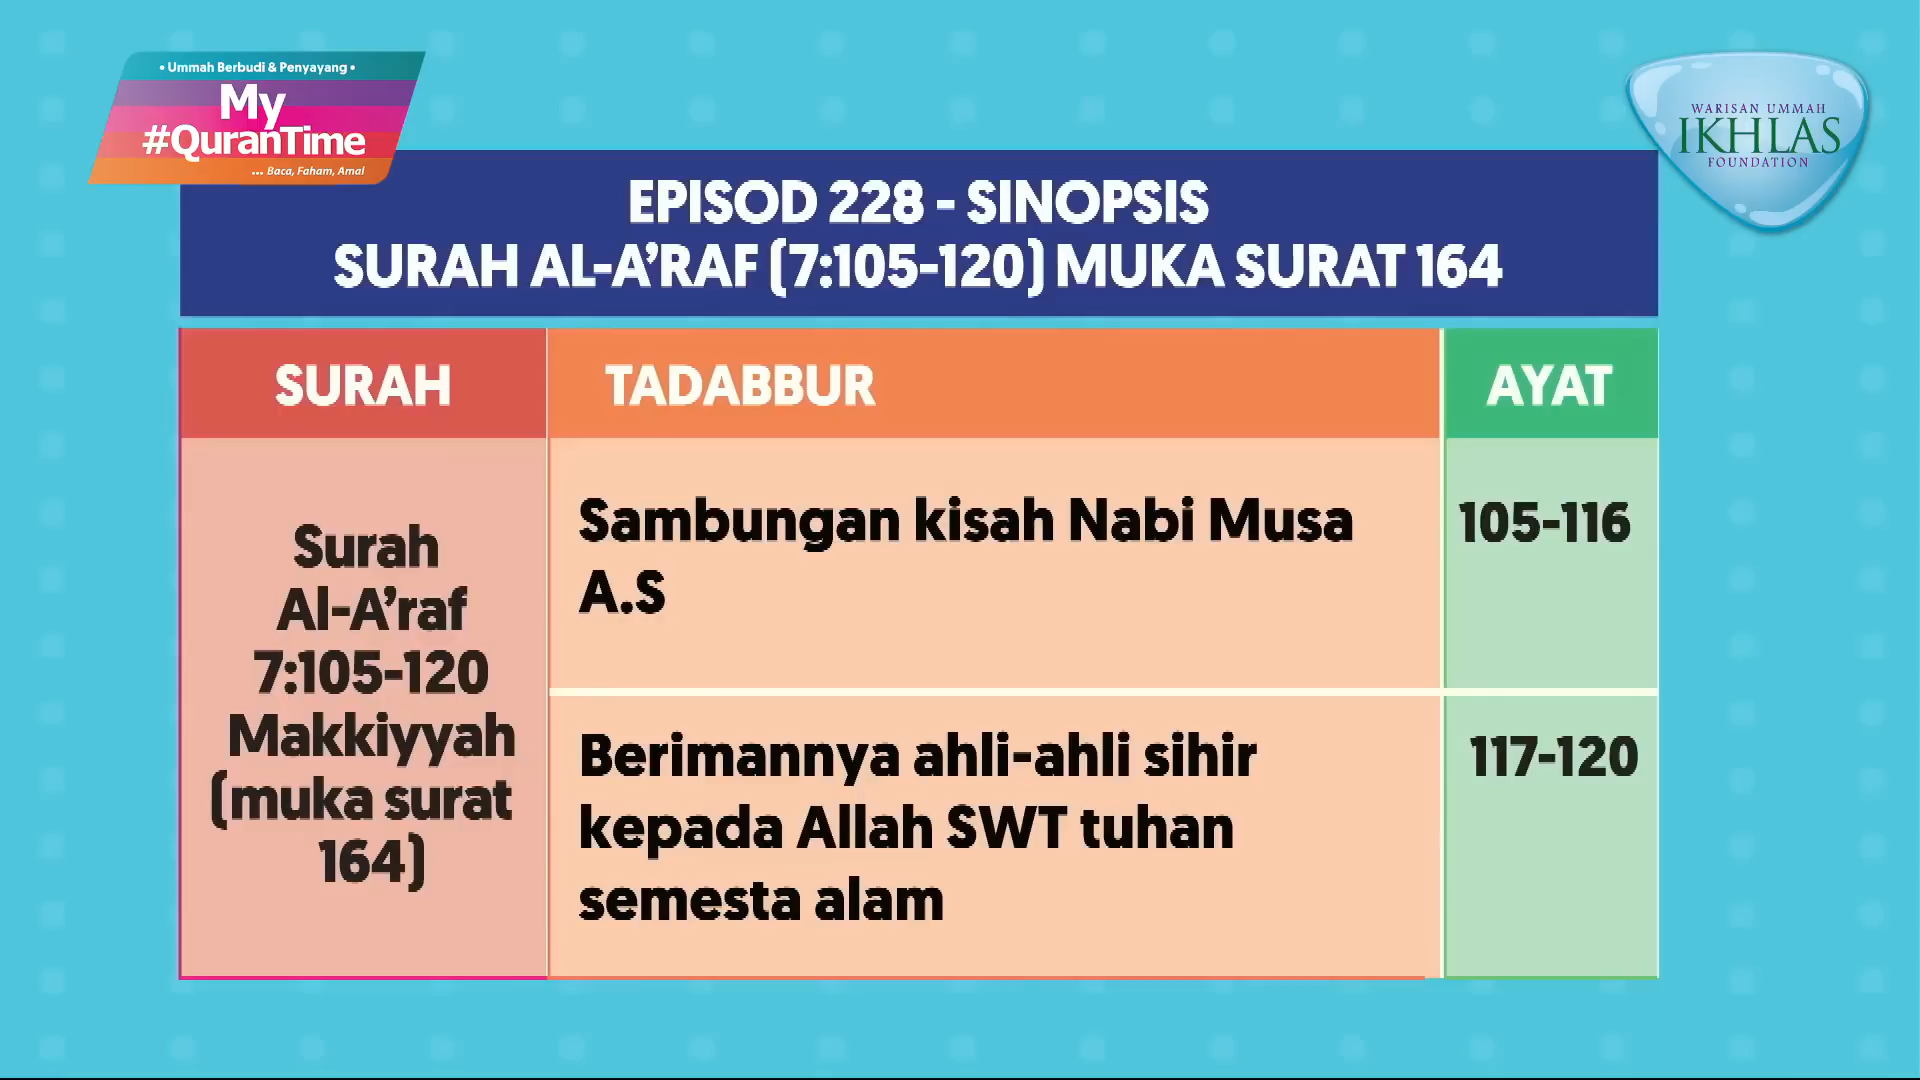 • Ummah Berbudi & Penyayang •
My
#QuranTime
... Baca, Faham, Amal
WARISAN UMMAH
IKHLAS
FOUNDATION
EPISOD 228 - SINOPSIS
SURAH AL-A’RAF (7:105-120) MUKA SURAT 164
SURAH
TADABBUR
AYAT
Surah
Al-A’raf
7:105-120
Makkiyyah
(muka surat
164)
Sambungan kisah Nabi Musa
A.S
105-116
Berimannya ahli-ahli sihir
kepada Allah SWT tuhan
semesta alam
117-120